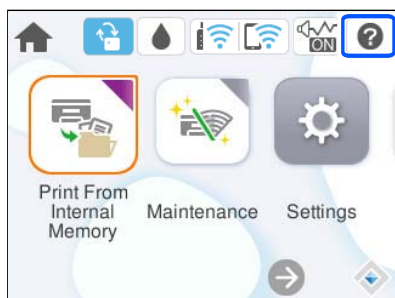 ON
?
Print From
Internal
Memory
Maintenance
Settings